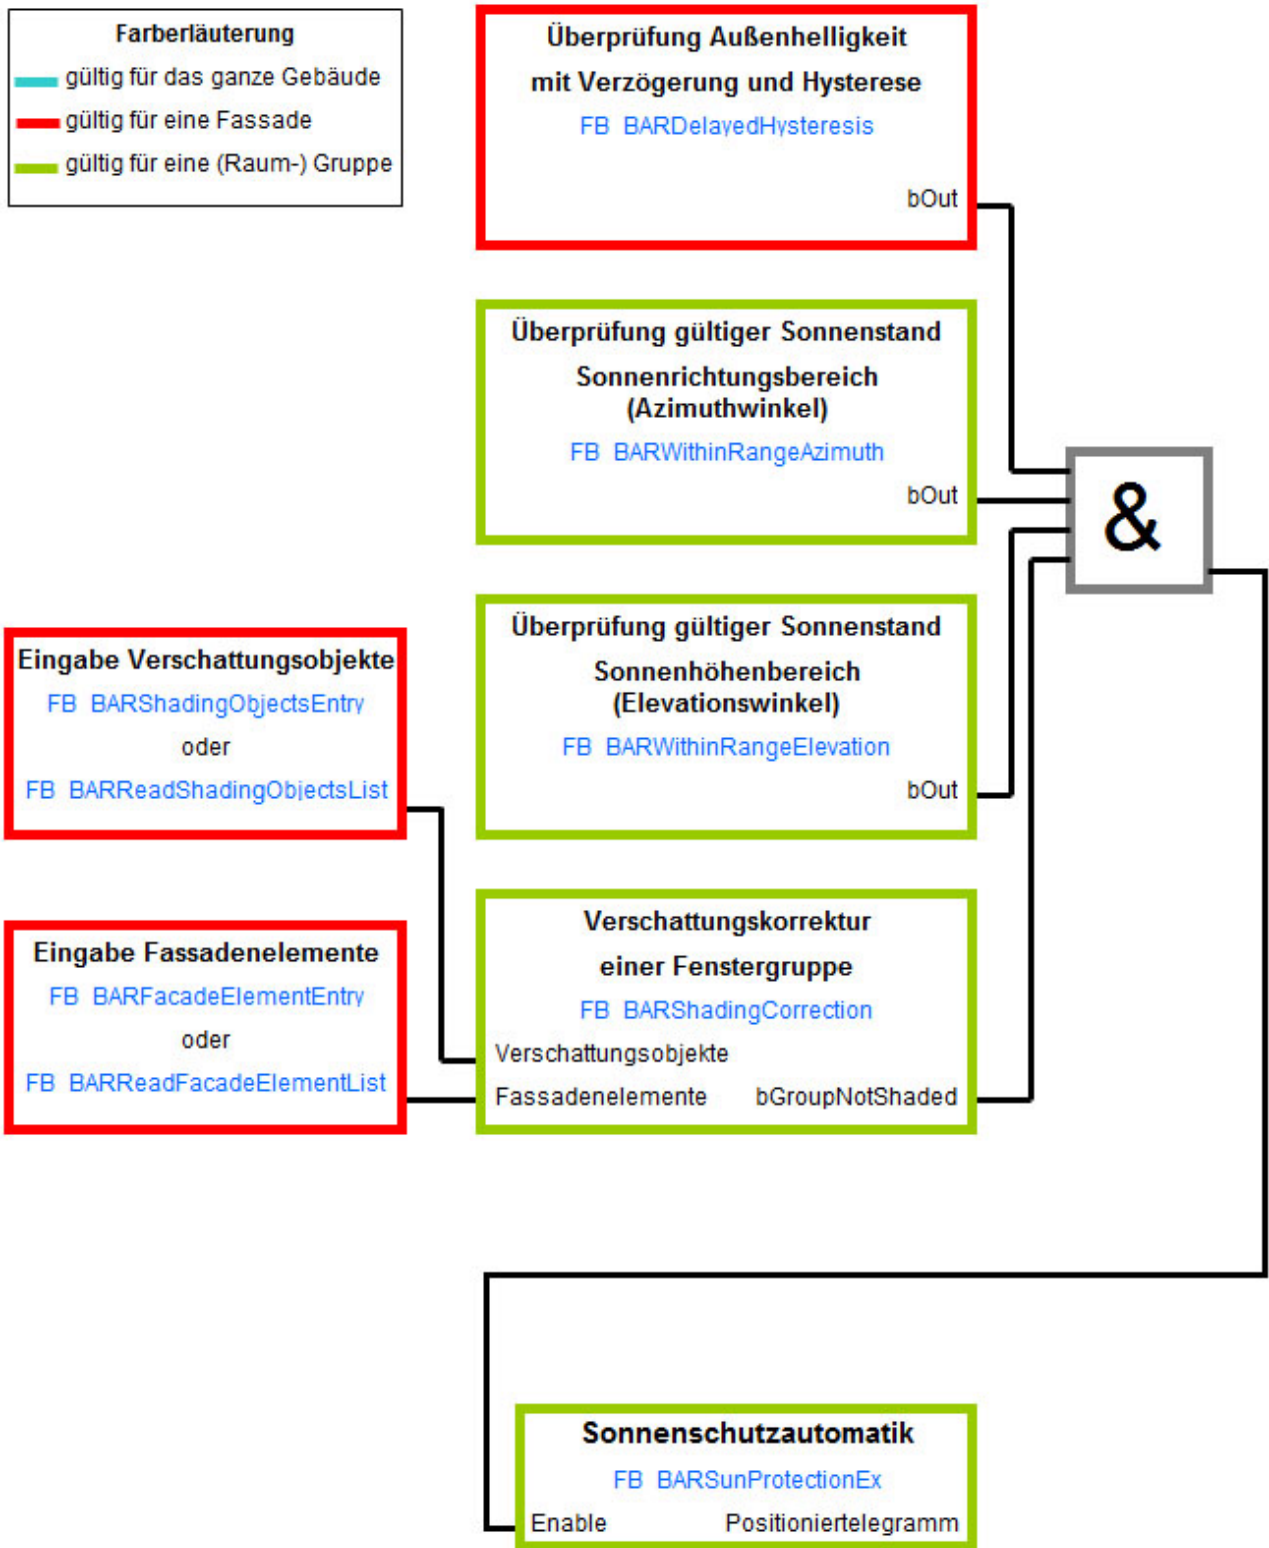 Farberläuterung
gültig für das ganze Gebäude
gültig für eine Fassade
gültig für eine (Raum-) Gruppe
Überprüfung Außenhelligkeit
mit Verzögerung und Hysterese
FB BARDelayedHysteresis
bOut
Überprüfung gültiger Sonnenstand
Sonnenrichtungsbereich
(Azimuthwinkel)
FB BARWithinRangeAzimuth
bOut
&
Überprüfung gültiger Sonnenstand
Sonnenhöhenbereich
(Elevationswinkel)
FB BARWithinRangeElevation
bOut
Eingabe Verschattungsobjekte
FB BARShadingObjectsEntry
oder
FB BARReadShadingObjectsList
Eingabe Fassadenelemente
FB BARFacadeElementEntry
oder
FB BARReadFacadeElementList
Verschattungskorrektur
einer Fenstergruppe
FB BARShadingCorrection
Verschattungsobjekte
Fassadenelemente bGroupNotShaded
Sonnenschutzautomatik
FB BARSunProtectionEx
Enable Positioniertelegramm